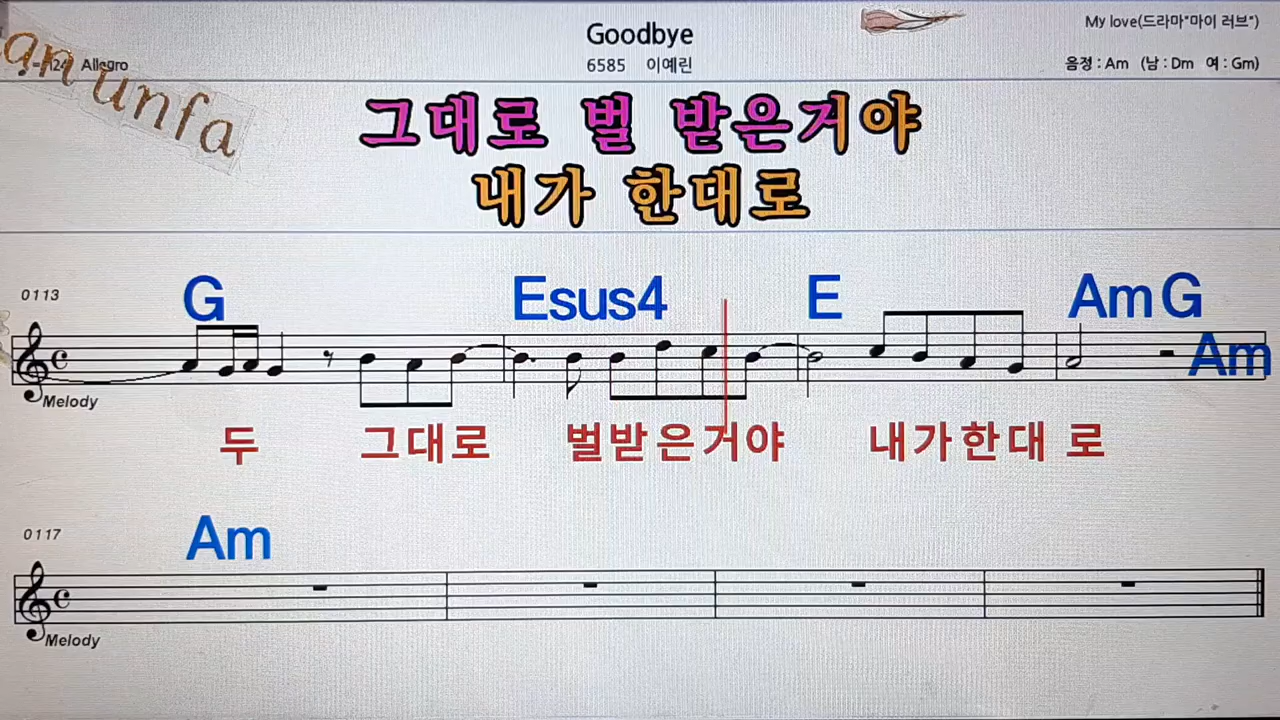 Goodbye
6585 이예린
My love(드라마"마이 러브")
Allegro
음정 : Am (남 : Dm 여 : Gm)
an unfa
그대로 벌 받은거야
내가 한대로
0113
G Esus4 E Am G
Am
Melody
두 그대로 벌받은거야 내가한대 로
0117
Am
Melody